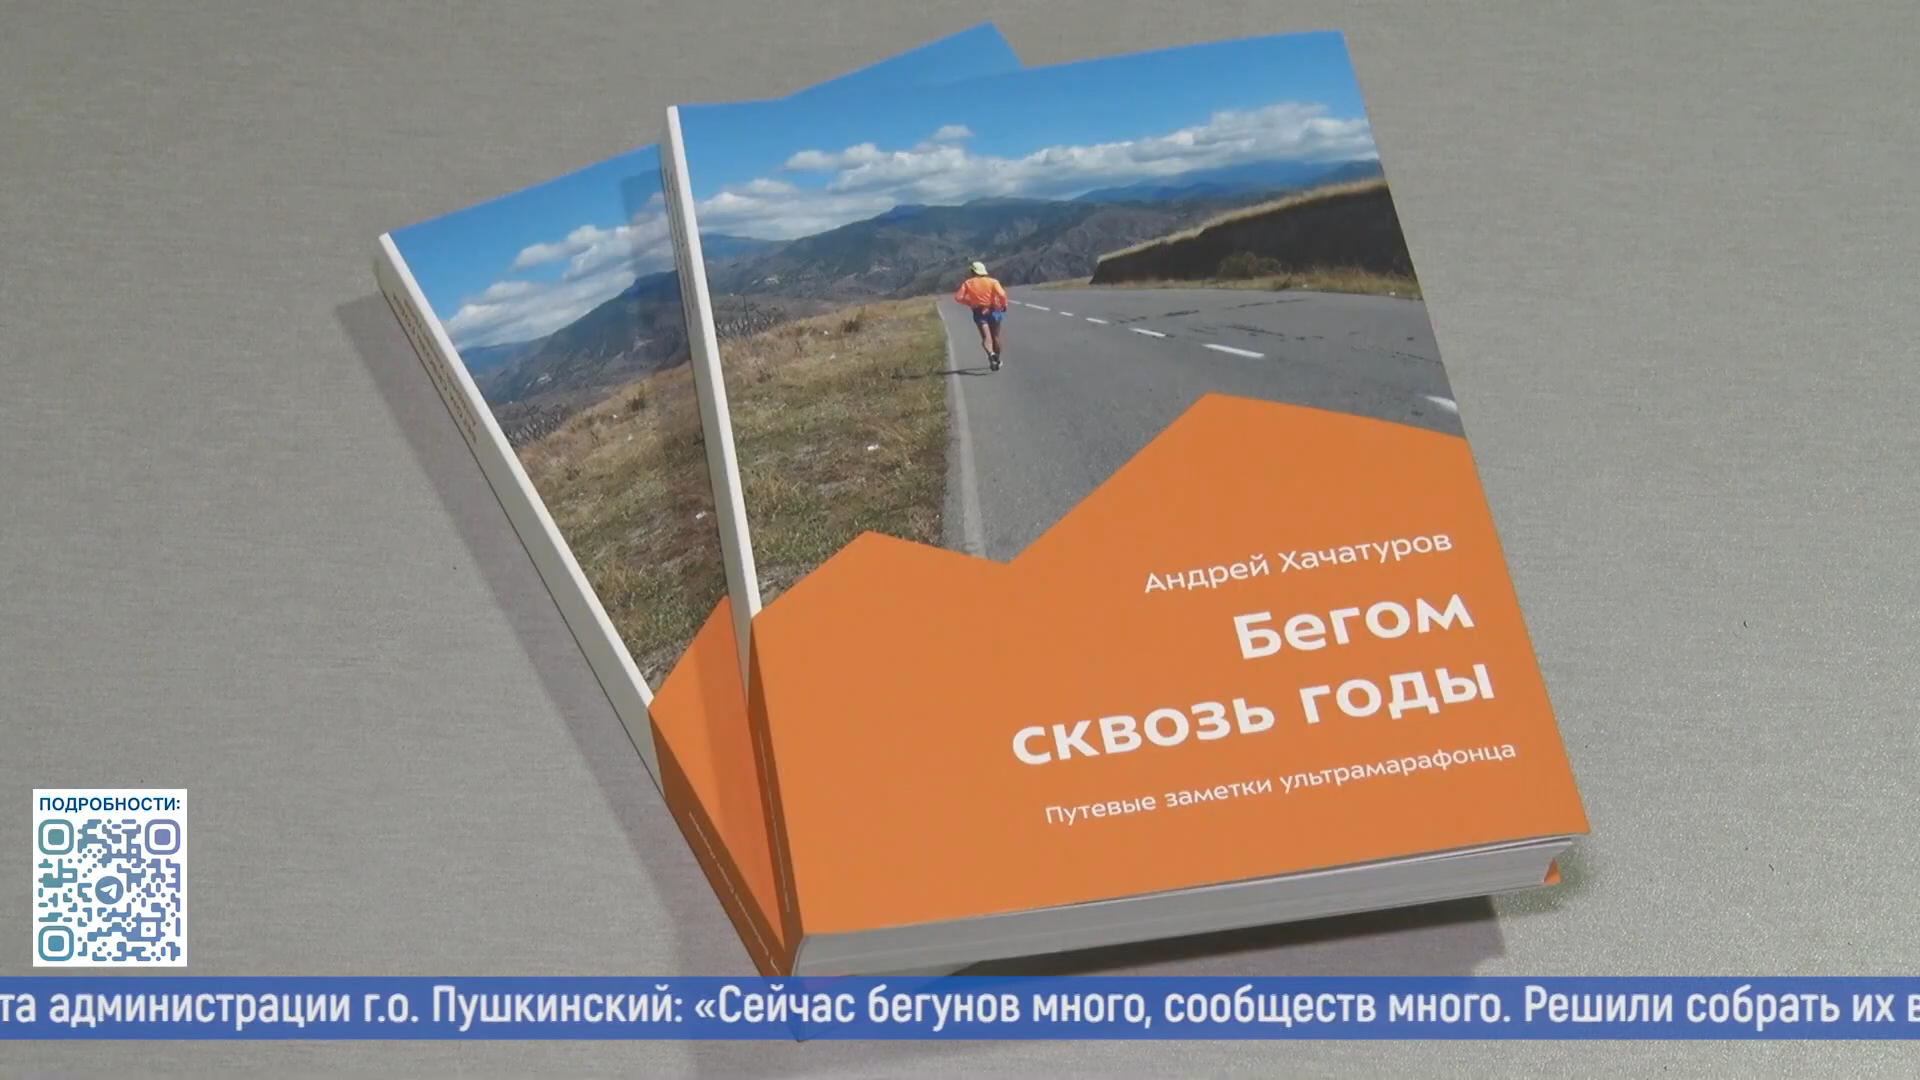 Андрей Хачатуров
Бегом
сквозь годы
Путевые заметки ультрамарафонца
ПОДРОБНОСТИ:
та администрации г.о. Пушкинский: «Сейчас бегунов много, сообществ много. Решили собрать их в